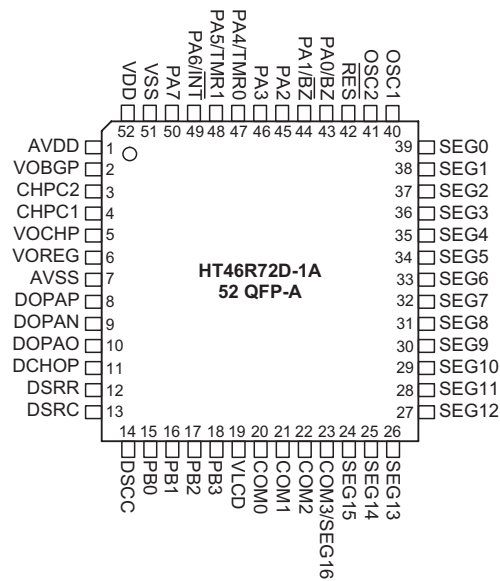 VDD
VSS
PA7
PA6/INT
PA5/TMR1
PA4/TMR0
PA3
PA2
PA1/BZ
PA0/BZ
RES
OSC2
OSC1
52 51 50 49 48 47 46 45 44 43 42 41 40
AVDD 1
VOBGP 2
CHPC2 3
CHPC1 4
VOCHP 5
VOREG 6
AVSS 7
DOPAP 8
DOPAN 9
DOPAO 10
DCHOP 11
DSRR 12
DSRC 13
HT46R72D-1A
52 QFP-A
39 SEG0
38 SEG1
37 SEG2
36 SEG3
35 SEG4
34 SEG5
33 SEG6
32 SEG7
31 SEG8
30 SEG9
29 SEG10
28 SEG11
27 SEG12
14 15 16 17 18 19 20 21 22 23 24 25 26
DSCC
PB0
PB1
PB2
PB3
VLCD
COM0
COM1
COM2
COM3/SEG16
SEG15
SEG14
SEG13